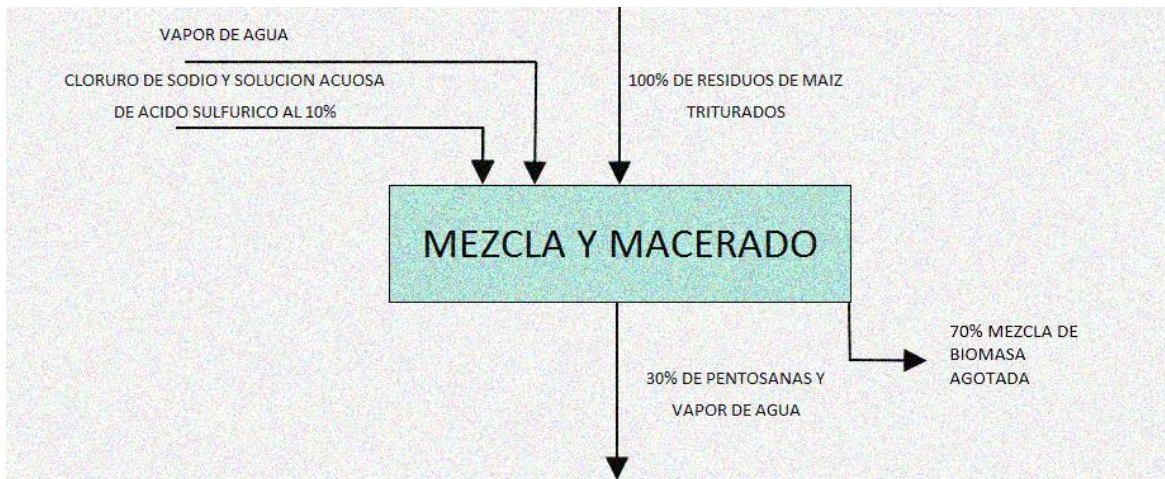 VAPOR DE AGUA
CLORURO DE SODIO Y SOLUCION ACUOSA
DE ACIDO SULFURICO AL 10%
100% DE RESIDUOS DE MAIZ
TRITURADOS
MEZCLA Y MACERADO
70% MEZCLA DE
BIOMASA
AGOTADA
30% DE PENTOSANAS Y
VAPOR DE AGUA